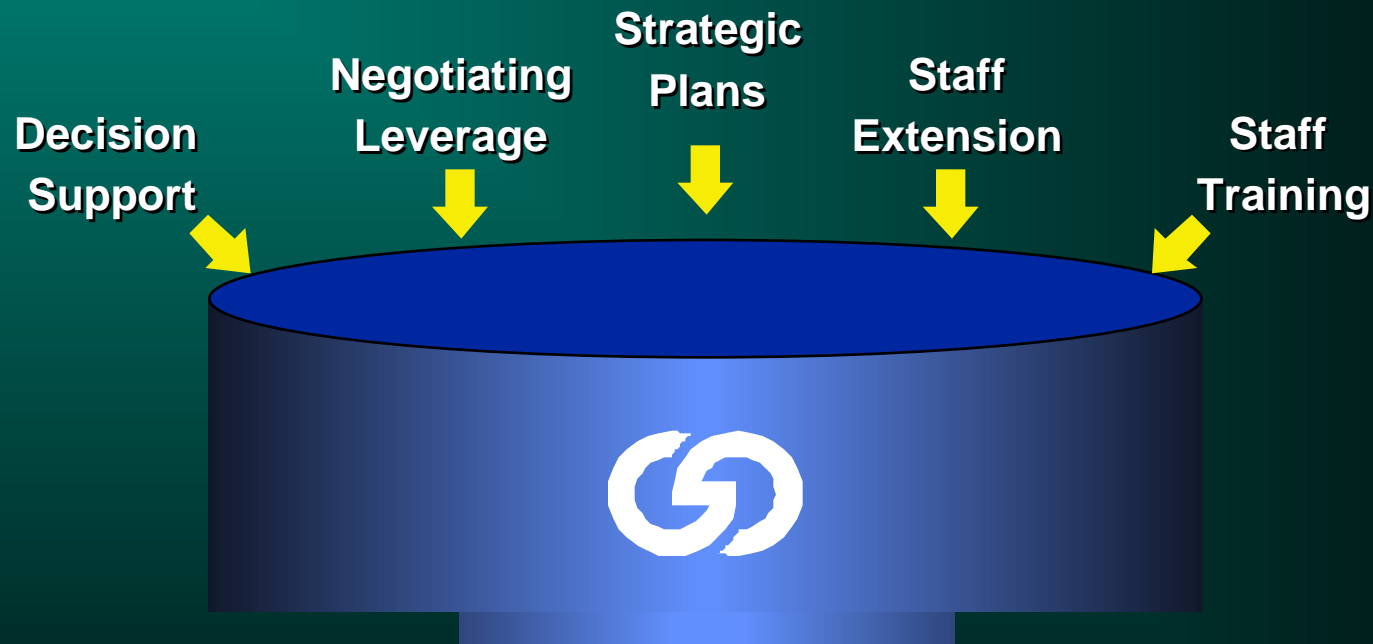 Decision
Support
Negotiating
Leverage
Strategic
Plans
Staff
Extension
Staff
Training